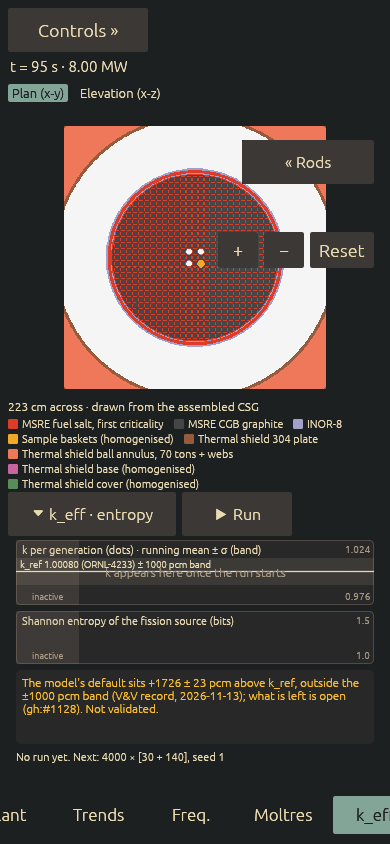 Controls »
t = 95 s · 8.00 MW
Plan (x-y) Elevation (x-z)
« Rods
+ − Reset
223 cm across · drawn from the assembled CSG
MSRE fuel salt, first criticality MSRE CGB graphite INOR-8
Sample baskets (homogenised) Thermal shield 304 plate
Thermal shield ball annulus, 70 tons + webs
Thermal shield base (homogenised)
Thermal shield cover (homogenised)
k_eff · entropy Run
k per generation (dots) · running mean ± σ (band) 1.024
k_ref 1.00080 (ORNL-4233) ± 1000 pcm band
k appears here once the run starts
inactive 0.976
Shannon entropy of the fission source (bits) 1.5
inactive 1.0
The model's default sits +1726 ± 23 pcm above k_ref, outside the
±1000 pcm band (V&V record, 2026-11-13); what is left is open
(gh:#1128). Not validated.
No run yet. Next: 4000 × [30 + 140], seed 1
Trends Freq. Moltres